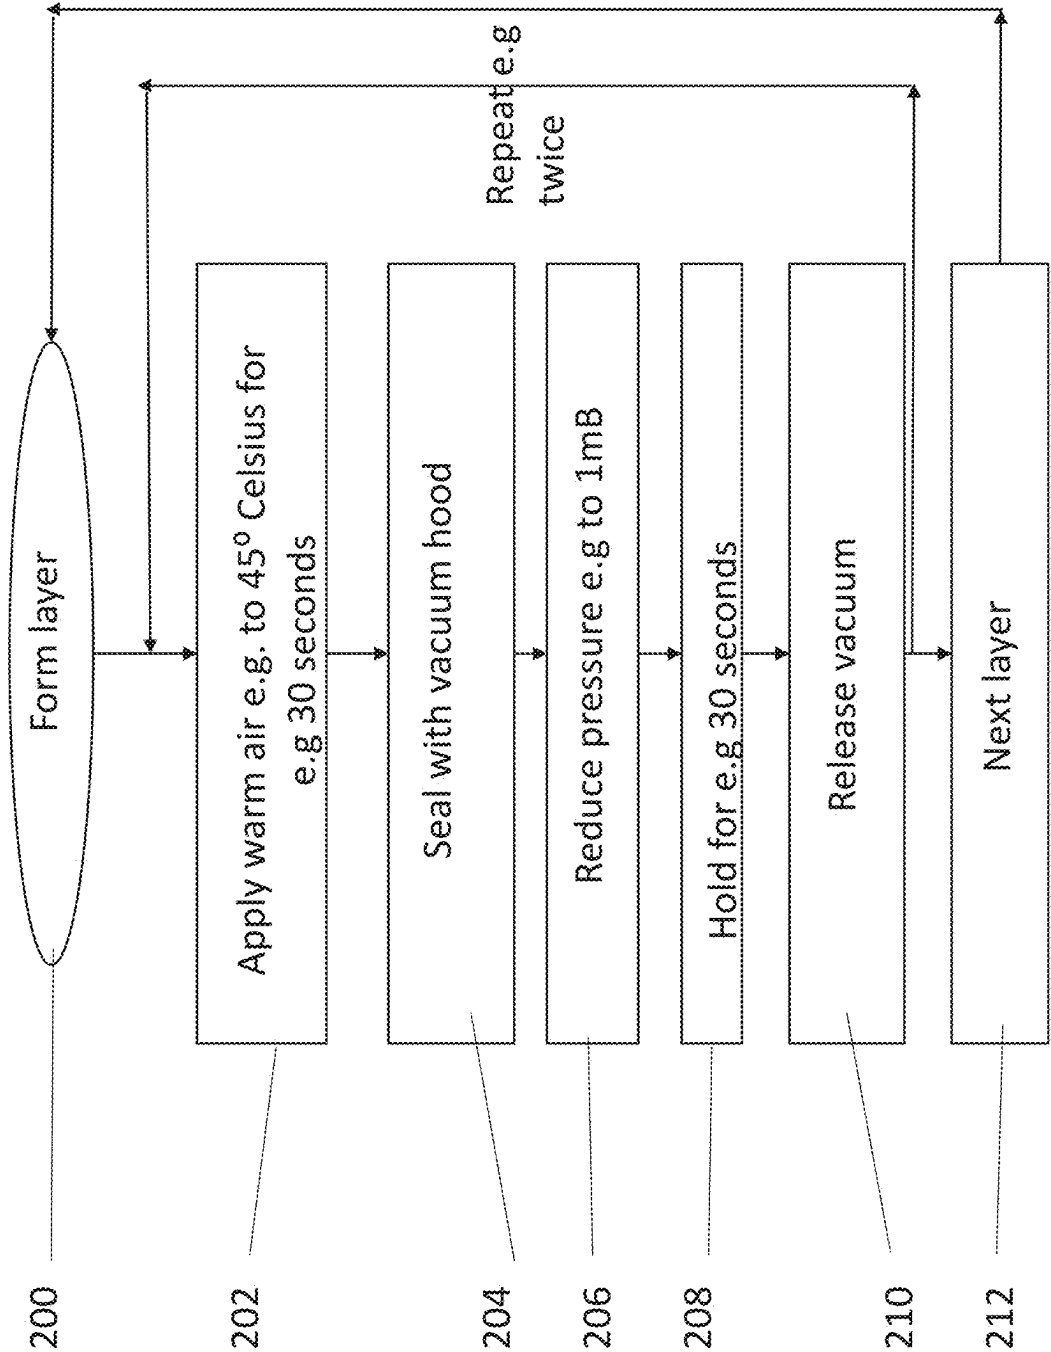 200
Form layer
202
Apply warm air e.g. to 45⁰ Celsius for
e.g 30 seconds
204
Seal with vacuum hood
206
Reduce pressure e.g to 1mB
208
Hold for e.g 30 seconds
210
Release vacuum
212
Next layer
Repeat e.g
twice